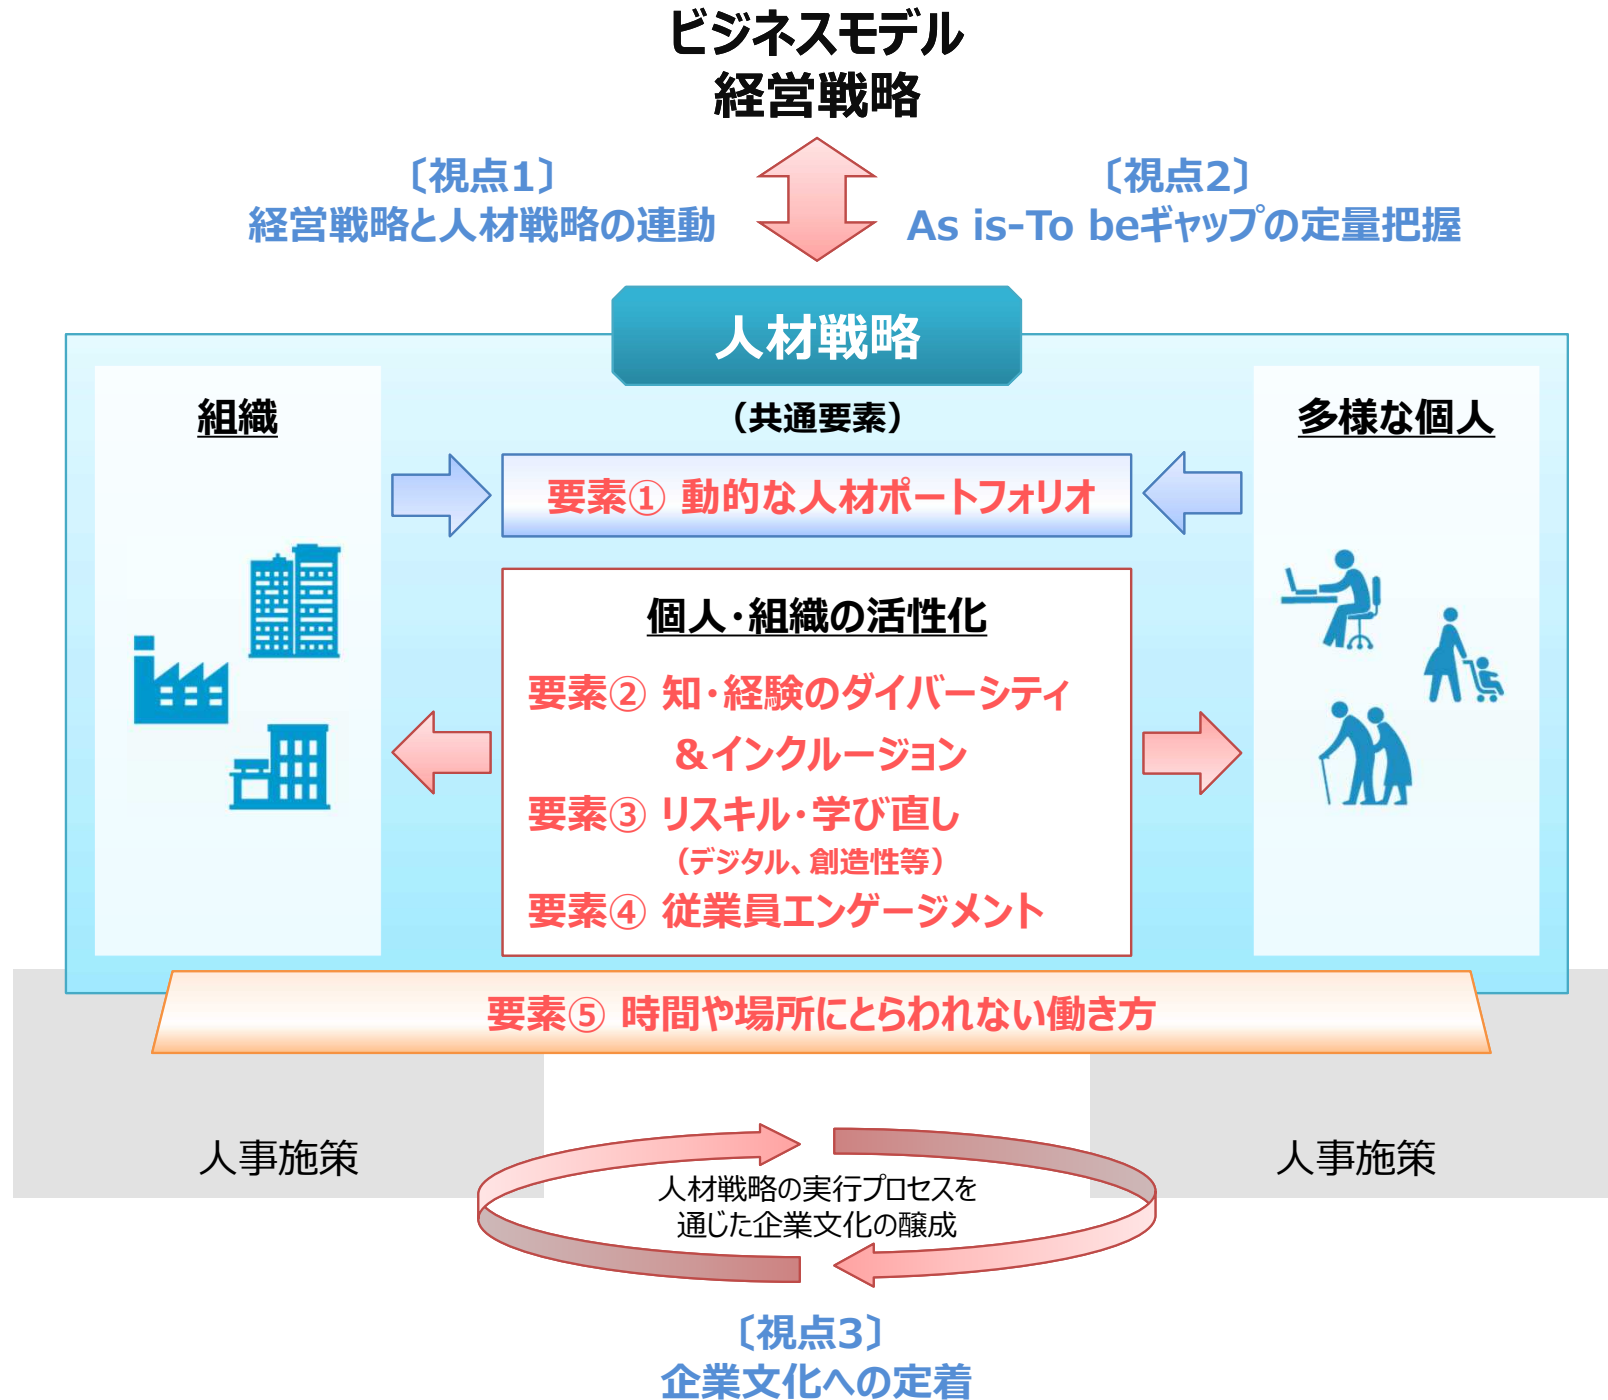 ビジネスモデル
経営戦略
〔視点1〕
経営戦略と人材戦略の連動
〔視点2〕
As is-To beギャップの定量把握
人材戦略
（共通要素）
組織
多様な個人
要素① 動的な人材ポートフォリオ
個人・組織の活性化
要素② 知・経験のダイバーシティ
＆インクルージョン
要素③ リスキル・学び直し
（デジタル、創造性等）
要素④ 従業員エンゲージメント
要素⑤ 時間や場所にとらわれない働き方
人事施策
人事施策
人材戦略の実行プロセスを
通じた企業文化の醸成
〔視点3〕
企業文化への定着